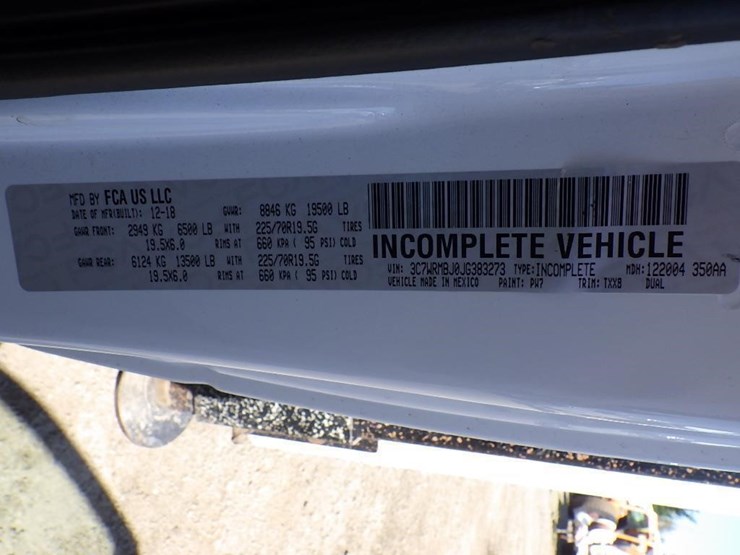 MFD BY FCA US LLC
DATE OF MFR(BUILT): 12-18 GVWR: 8846 KG 19500 LB
GAWR FRONT: 2949 KG 6500 LB WITH 225/70R19.5G TIRES
19.5X6.0 RIMS AT 660 KPA ( 95 PSI) COLD
GAWR REAR: 6124 KG 13500 LB WITH 225/70R19.5G TIRES
19.5X6.0 RIMS AT 660 KPA ( 95 PSI) COLD
INCOMPLETE VEHICLE
VIN: 3C7WRMBJ0JG383273 TYPE:INCOMPLETE MDH:122004 350AA
VEHICLE MADE IN MEXICO PAINT: PW7 TRIM: TXX8 DUAL